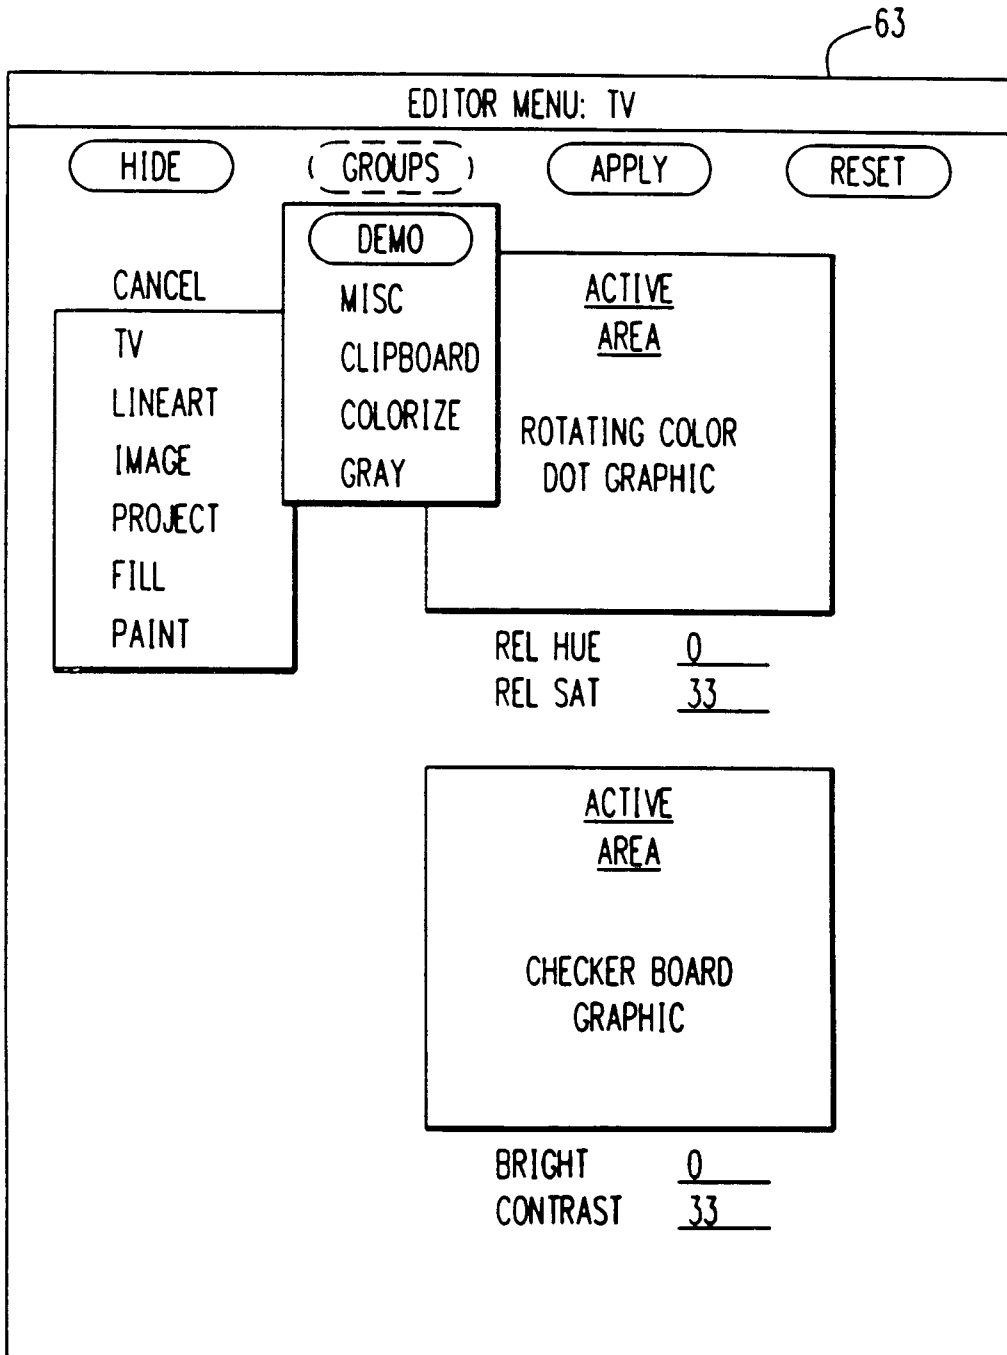 63
EDITOR MENU: TV
HIDE
GROUPS
APPLY
RESET
DEMO
MISC
CLIPBOARD
COLORIZE
GRAY
CANCEL
TV
LINEART
IMAGE
PROJECT
FILL
PAINT
ACTIVE
AREA
ROTATING COLOR
DOT GRAPHIC
REL HUE 0
REL SAT 33
ACTIVE
AREA
CHECKER BOARD
GRAPHIC
BRIGHT 0
CONTRAST 33